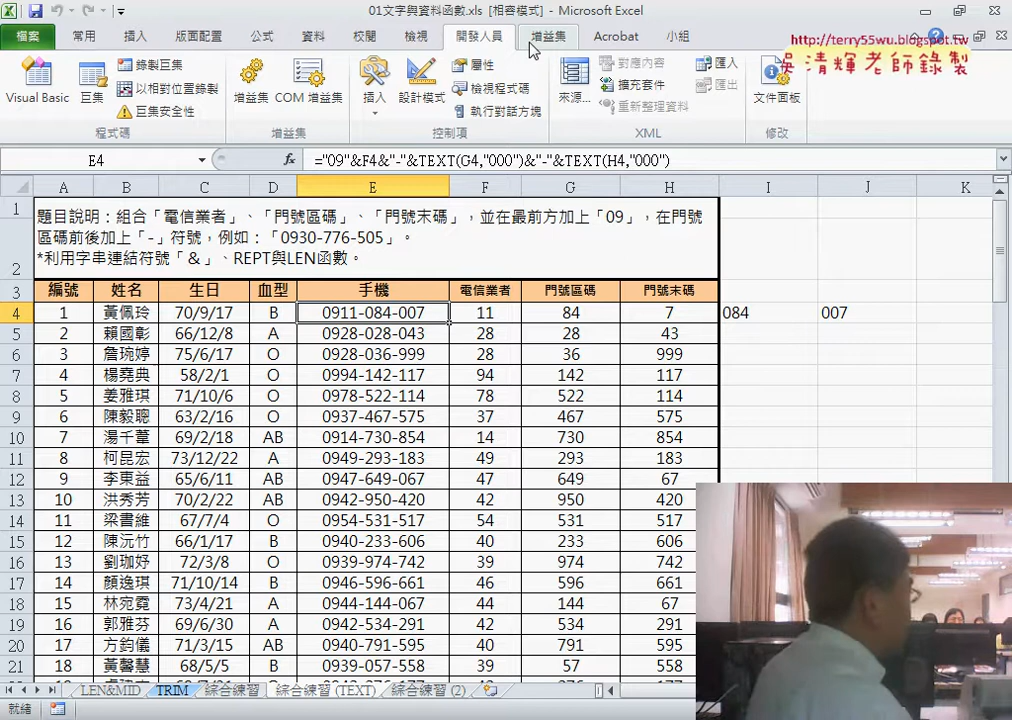 01文字與資料函數.xls [相容模式] - Microsoft Excel
檔案 常用 插入 版面配置 公式 資料 校閱 檢視 開發人員 增益集 Acrobat 小組
http://terry55wu.blogspot.tw
吳清輝老師錄製
Visual Basic 巨集 錄製巨集 以相對位置錄製 巨集安全性 程式碼
增益集 COM 增益集 增益集
插入 設計模式 屬性 檢視程式碼 執行對話方塊 控制項
來源... 對應內容 擴充套件 重新整理資料 匯入 匯出 XML
文件面板 修改
E4 fx ="09"&F4&"-"&TEXT(G4,"000")&"-"&TEXT(H4,"000")
A B C D E F G H I J K
1 題目說明：組合「電信業者」、「門號區碼」、「門號末碼」，並在最前方加上「09」，在門號
區碼前後加上「-」符號，例如：「0930-776-505」。
2 *利用字串連結符號「&」、REPT與LEN函數。
3 編號 姓名 生日 血型 手機 電信業者 門號區碼 門號末碼
4 1 黃佩玲 70/9/17 B 0911-084-007 11 84 7 084 007
5 2 賴國彰 66/12/8 A 0928-028-043 28 28 43
6 3 詹琬婷 75/6/17 O 0928-036-999 28 36 999
7 4 楊堯典 58/2/1 O 0994-142-117 94 142 117
8 5 姜雅琪 71/10/6 O 0978-522-114 78 522 114
9 6 陳毅聰 63/2/16 O 0937-467-575 37 467 575
10 7 湯千葦 69/2/18 AB 0914-730-854 14 730 854
11 8 柯昆宏 73/12/22 A 0949-293-183 49 293 183
12 9 李東益 65/6/11 AB 0947-649-067 47 649 67
13 10 洪秀芳 70/2/22 AB 0942-950-420 42 950 420
14 11 梁書維 67/7/4 O 0954-531-517 54 531 517
15 12 陳沅竹 66/1/17 B 0940-233-606 40 233 606
16 13 劉珈妤 72/3/8 O 0939-974-742 39 974 742
17 14 顏逸琪 71/10/14 B 0946-596-661 46 596 661
18 15 林宛霓 73/4/21 A 0944-144-067 44 144 67
19 16 郭雅芬 69/6/30 A 0942-534-291 42 534 291
20 17 方鈞儀 71/3/15 AB 0940-791-595 40 791 595
21 18 黃馨慧 68/5/5 B 0939-057-558 39 57 558
LEN&MID TRIM 綜合練習 綜合練習 (TEXT) 綜合練習 (2)
就緒